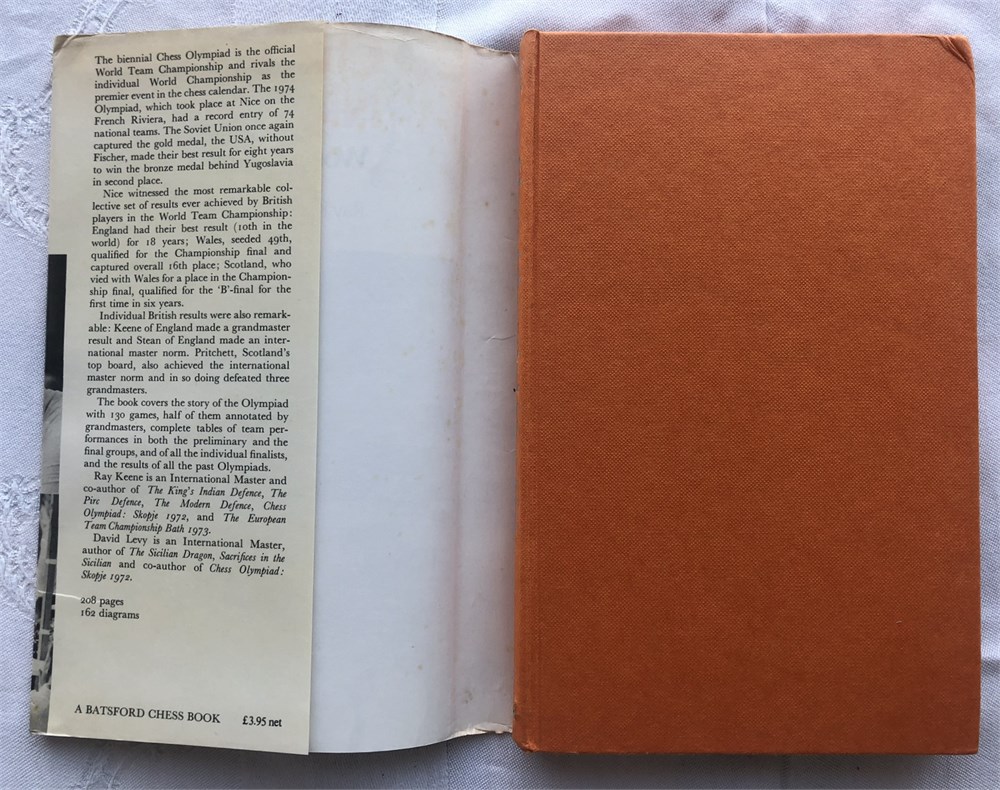 The biennial Chess Olympiad is the official
World Team Championship and rivals the
individual World Championship as the
premier event in the chess calendar. The 1974
Olympiad, which took place at Nice on the
French Riviera, had a record entry of 74
national teams. The Soviet Union once again
captured the gold medal, the USA, without
Fischer, made their best result for eight years
to win the bronze medal behind Yugoslavia
in second place.
Nice witnessed the most remarkable col-
lective set of results ever achieved by British
players in the World Team Championship:
England had their best result (10th in the
world) for 18 years; Wales, seeded 49th,
qualified for the Championship final and
captured overall 16th place; Scotland, who
vied with Wales for a place in the Champion-
ship final, qualified for the 'B'-final for the
first time in six years.
Individual British results were also remark-
able: Keene of England made a grandmaster
result and Stean of England made an inter-
national master norm. Pritchett, Scotland's
top board, also achieved the international
master norm and in so doing defeated three
grandmasters.
The book covers the story of the Olympiad
with 130 games, half of them annotated by
grandmasters, complete tables of team per-
formances in both the preliminary and the
final groups, and of all the individual finalists,
and the results of all the past Olympiads.
Ray Keene is an International Master and
co-author of The King's Indian Defence, The
Pirc Defence, The Modern Defence, Chess
Olympiad: Skopje 1972, and The European
Team Championship Bath 1973.
David Levy is an International Master,
author of The Sicilian Dragon, Sacrifices in the
Sicilian and co-author of Chess Olympiad:
Skopje 1972.
208 pages
162 diagrams
A BATSFORD CHESS BOOK £3.95 net